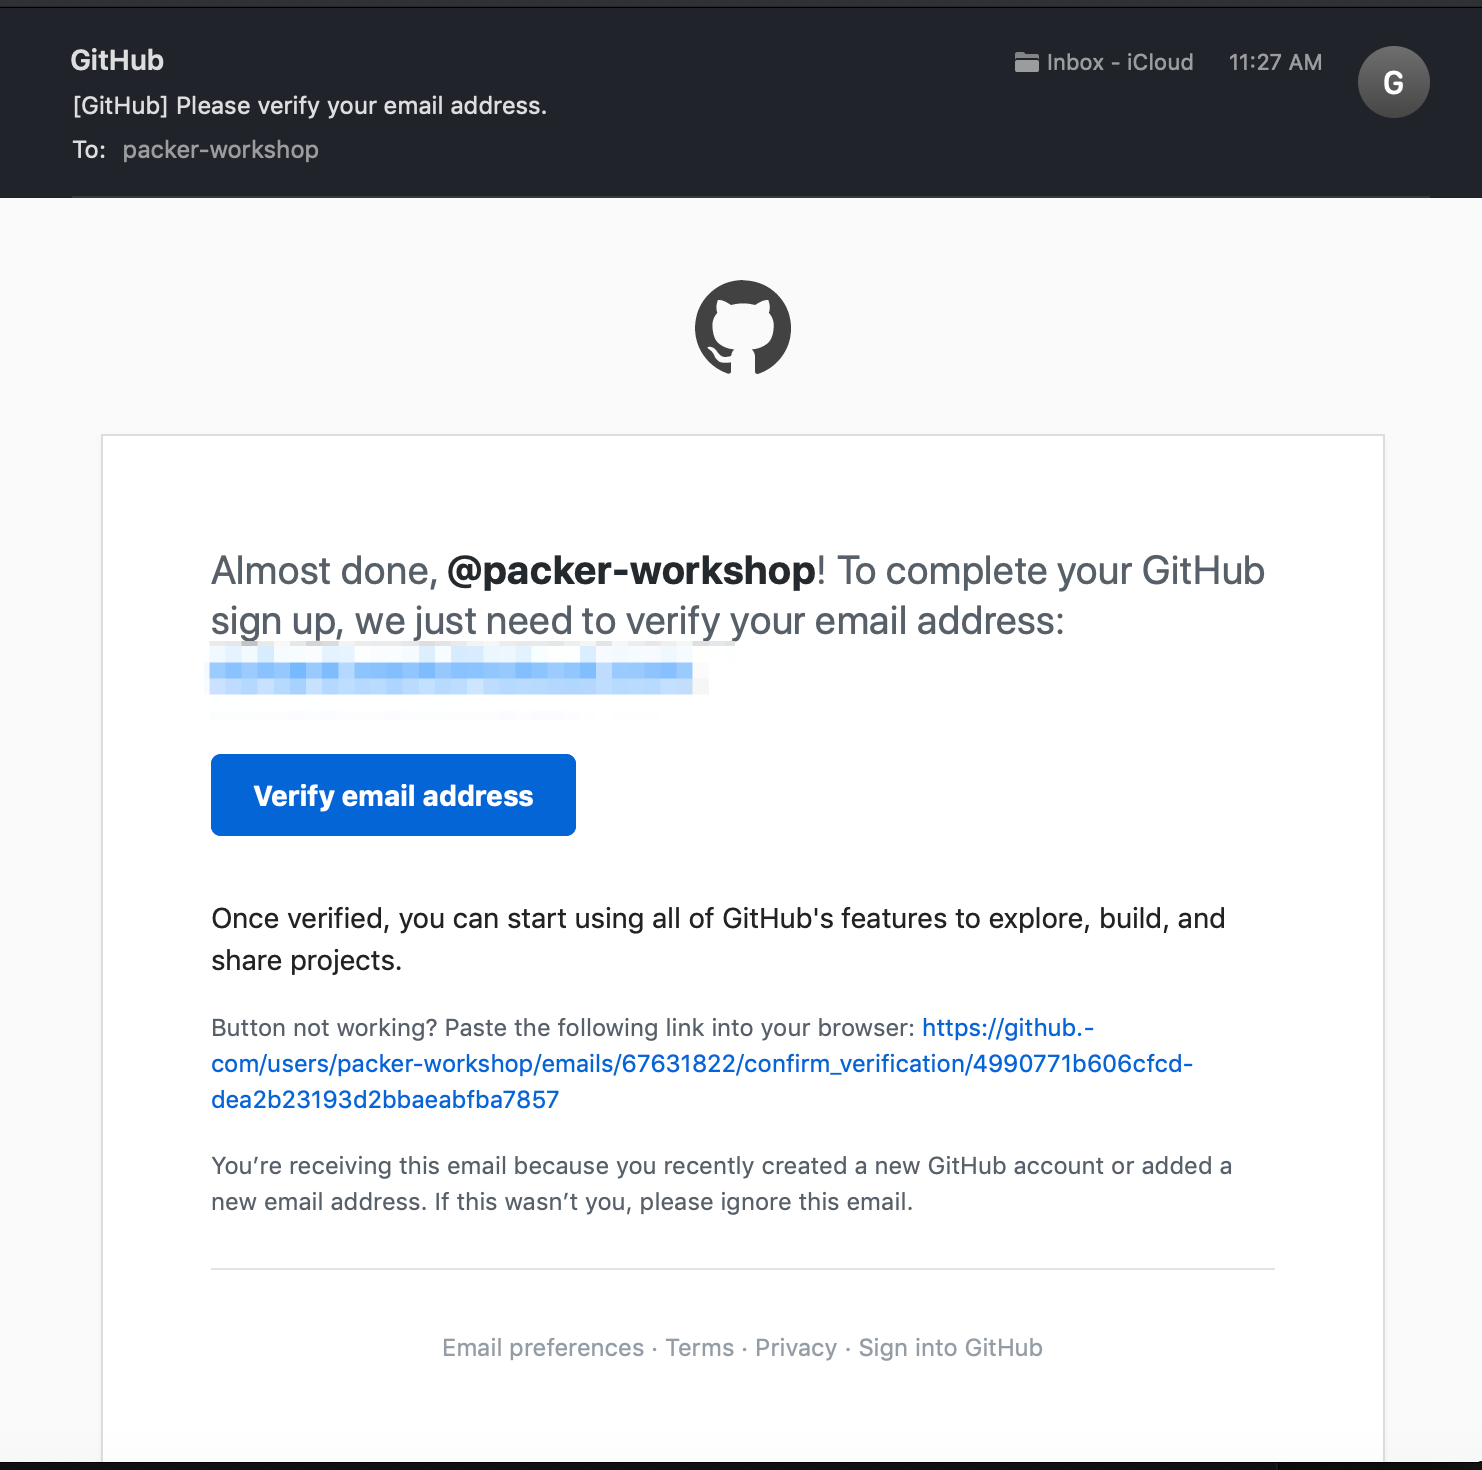 GitHub
Inbox - iCloud
11:27 AM
G
[GitHub] Please verify your email address.
To: packer-workshop
Almost done, @packer-workshop! To complete your GitHub
sign up, we just need to verify your email address:
Verify email address
Once verified, you can start using all of GitHub's features to explore, build, and
share projects.
Button not working? Paste the following link into your browser: https://github.-
com/users/packer-workshop/emails/67631822/confirm_verification/4990771b606cfcd-
dea2b23193d2bbaeabfba7857
You’re receiving this email because you recently created a new GitHub account or added a
new email address. If this wasn’t you, please ignore this email.
Email preferences · Terms · Privacy · Sign into GitHub